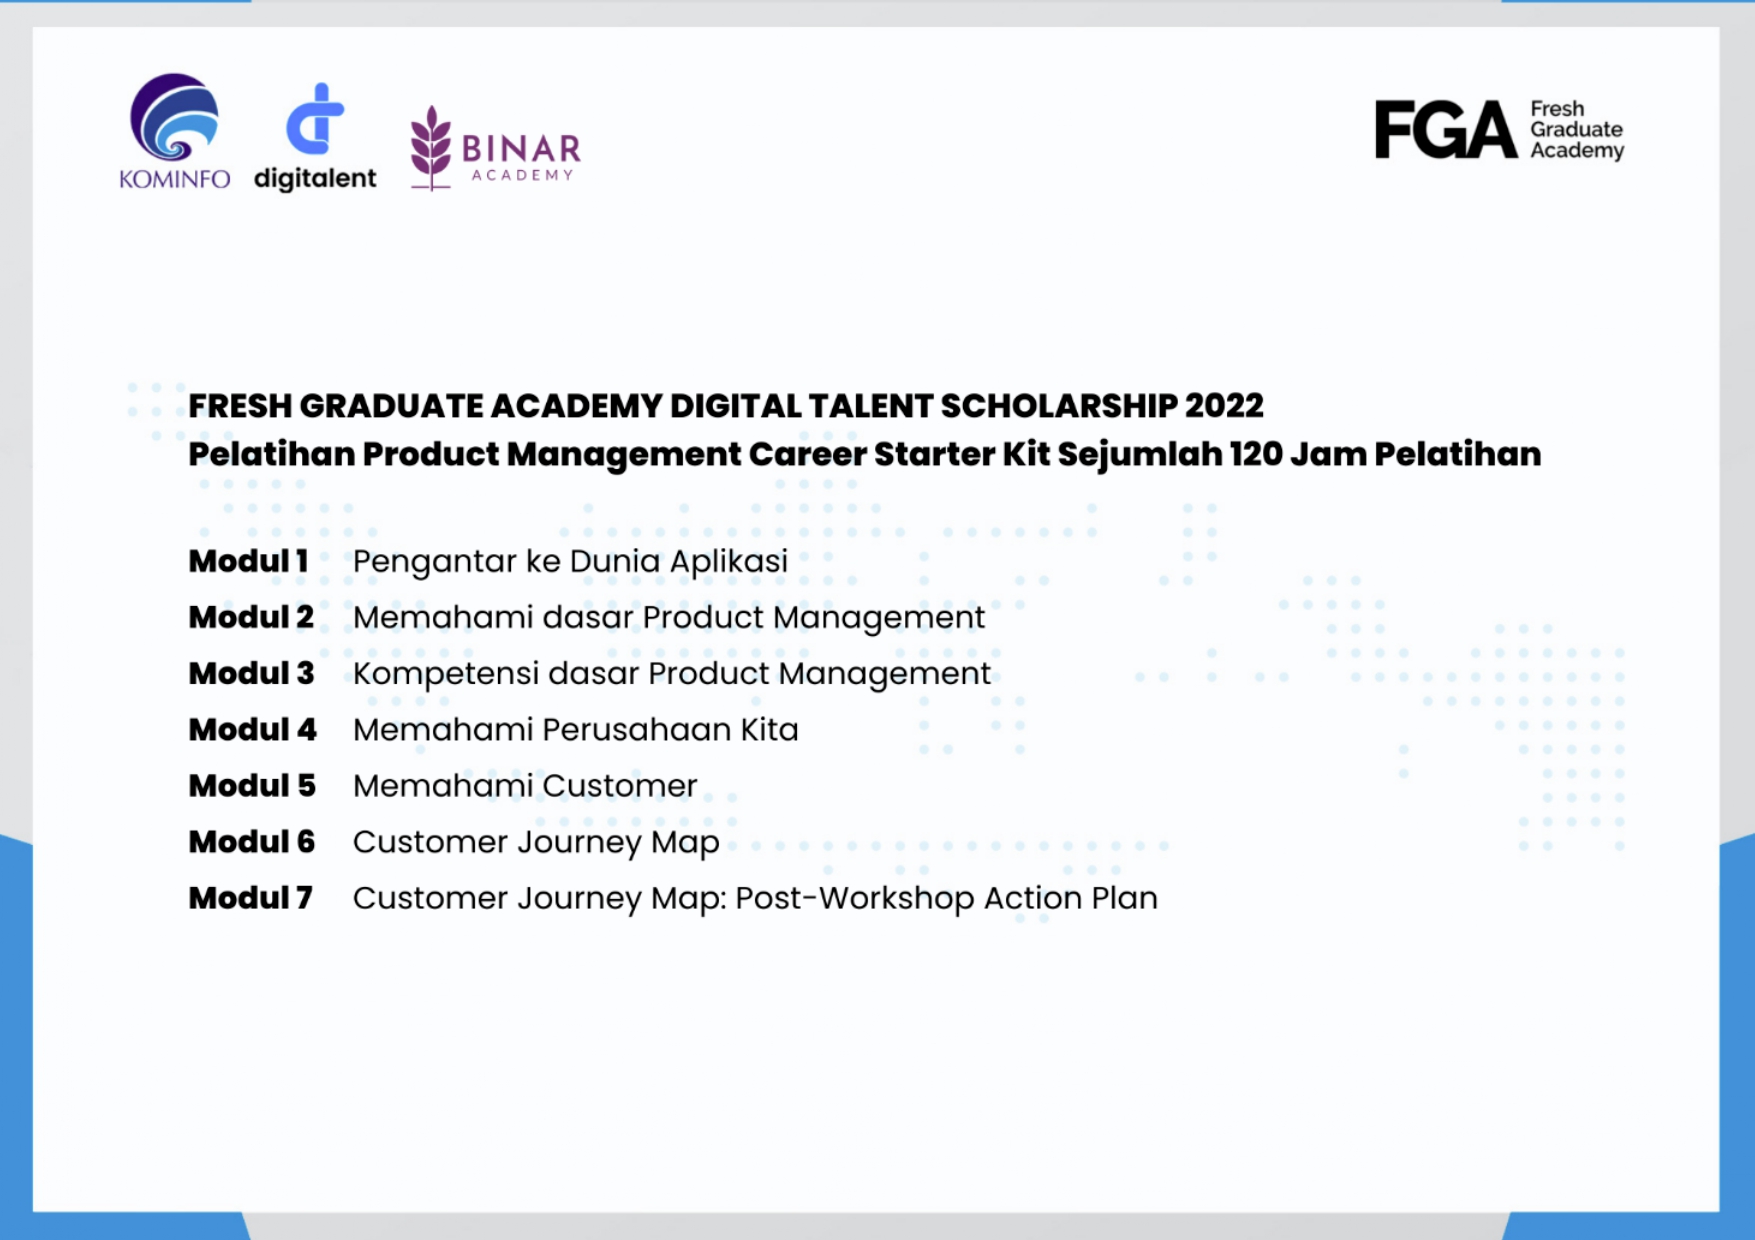 KOMINFO
digitalent
BINAR
ACADEMY
FGA
Fresh
Graduate
Academy
FRESH GRADUATE ACADEMY DIGITAL TALENT SCHOLARSHIP 2022
Pelatihan Product Management Career Starter Kit Sejumlah 120 Jam Pelatihan
Modul 1 Pengantar ke Dunia Aplikasi
Modul 2 Memahami dasar Product Management
Modul 3 Kompetensi dasar Product Management
Modul 4 Memahami Perusahaan Kita
Modul 5 Memahami Customer
Modul 6 Customer Journey Map
Modul 7 Customer Journey Map: Post-Workshop Action Plan